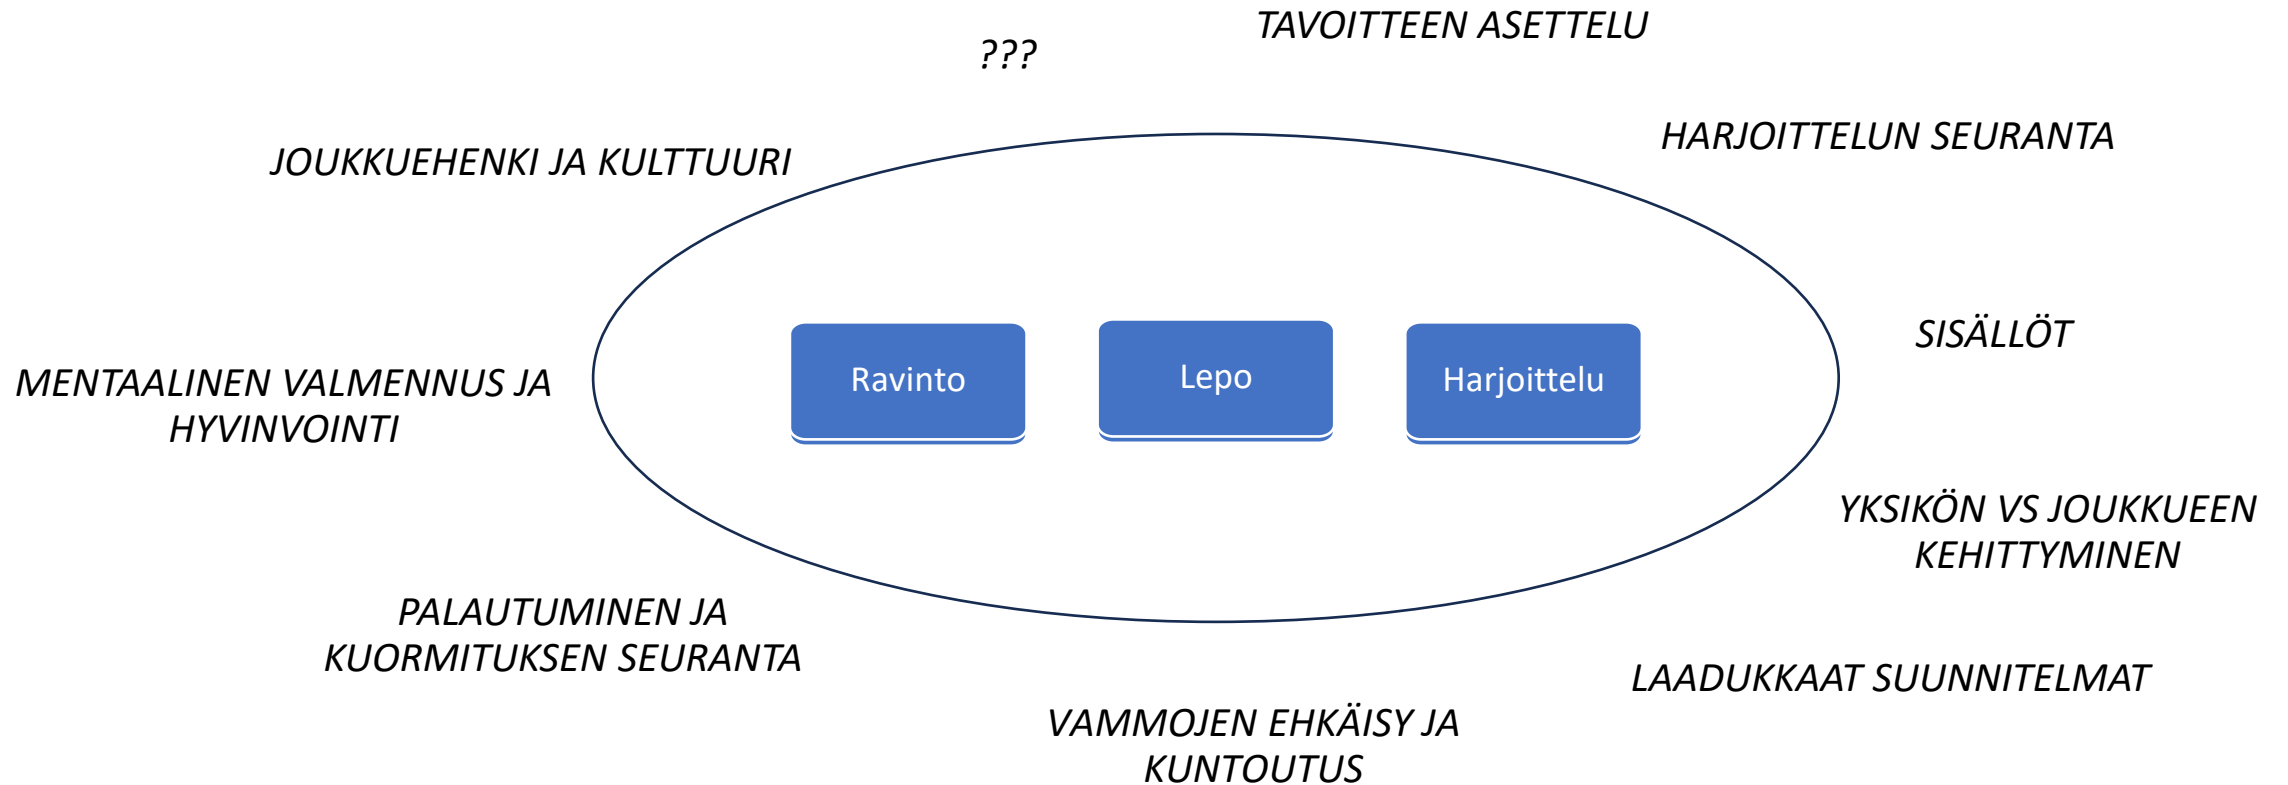 TAVOITTEEN ASETTELU
???
HARJOITTELUN SEURANTA
JOUKKUEHENKI JA KULTTUURI
SISÄLLÖT
Ravinto
Lepo
Harjoittelu
MENTAALINEN VALMENNUS JA
HYVINVOINTI
YKSIKÖN VS JOUKKUEEN
KEHITTYMINEN
PALAUTUMINEN JA
KUORMITUKSEN SEURANTA
LAADUKKAAT SUUNNITELMAT
VAMMOJEN EHKÄISY JA
KUNTOUTUS